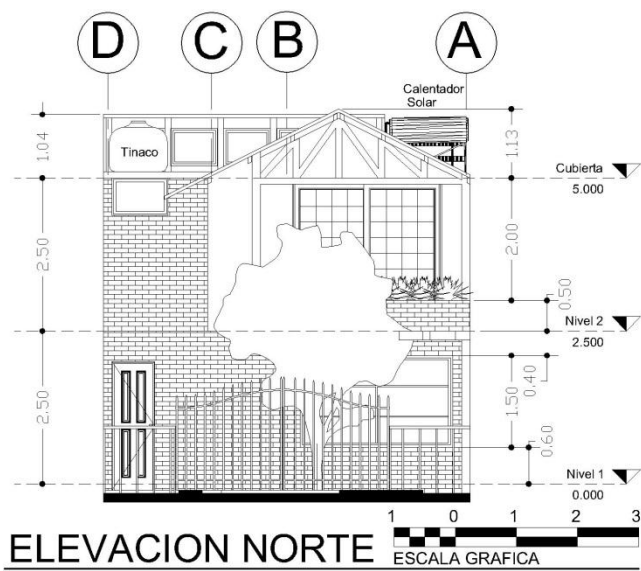 D C B A
Calentador
Solar
Tinaco
1.04
1.13
Cubierta
5.000
2.50
2.00
0.50
Nivel 2
2.500
2.50
1.50
0.40
0.60
Nivel 1
0.000
1 0 1 2 3
ELEVACION NORTE
ESCALA GRAFICA